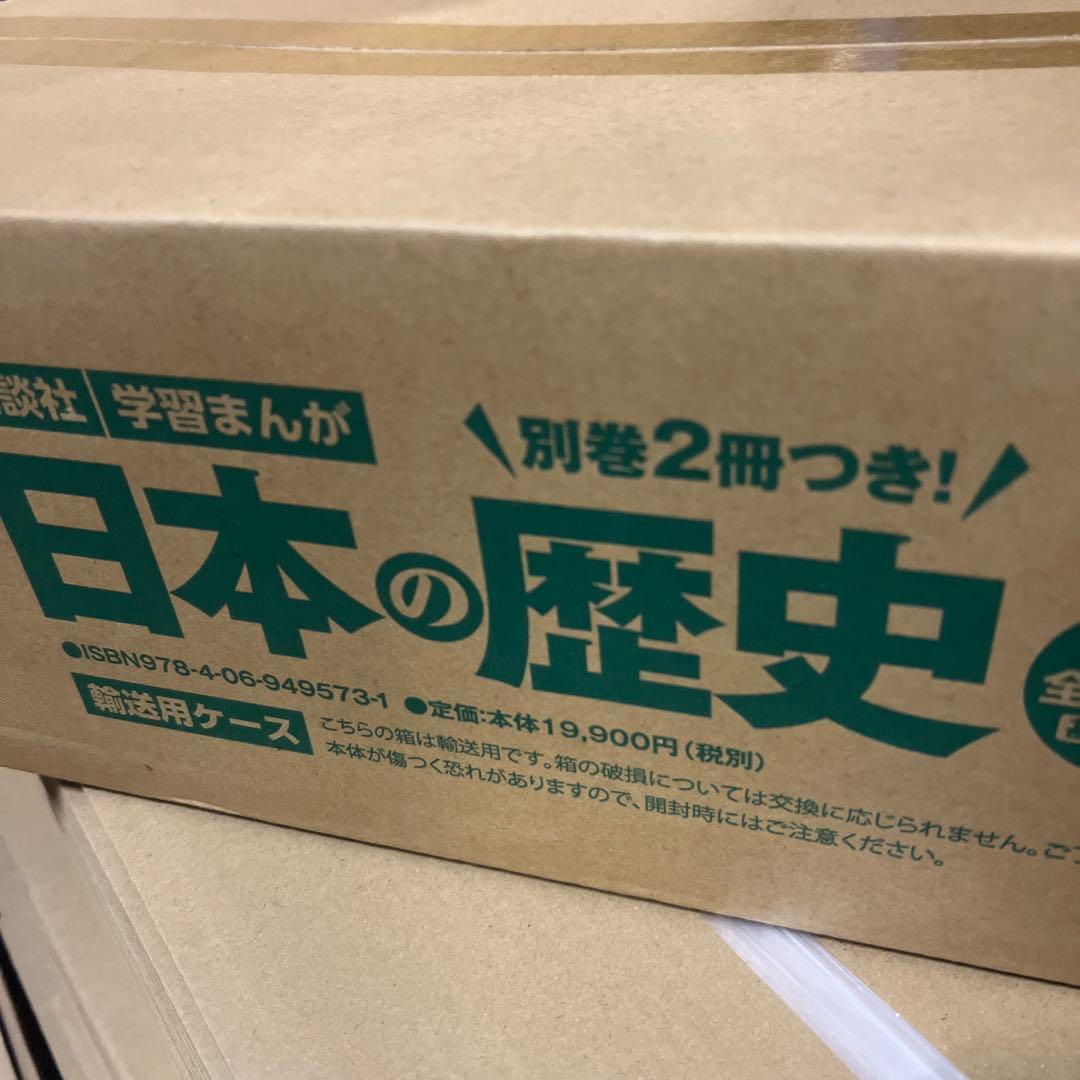 談社 学習まんが
別巻2冊つき!
日本の歴史
全
●ISBN978-4-06-949573-1 ●定価:本体19,900円(税別)
輸送用ケース
こちらの箱は輸送用です。箱の破損については交換に応じられません。ご
本体が傷つく恐れがありますので、開封時にはご注意ください。